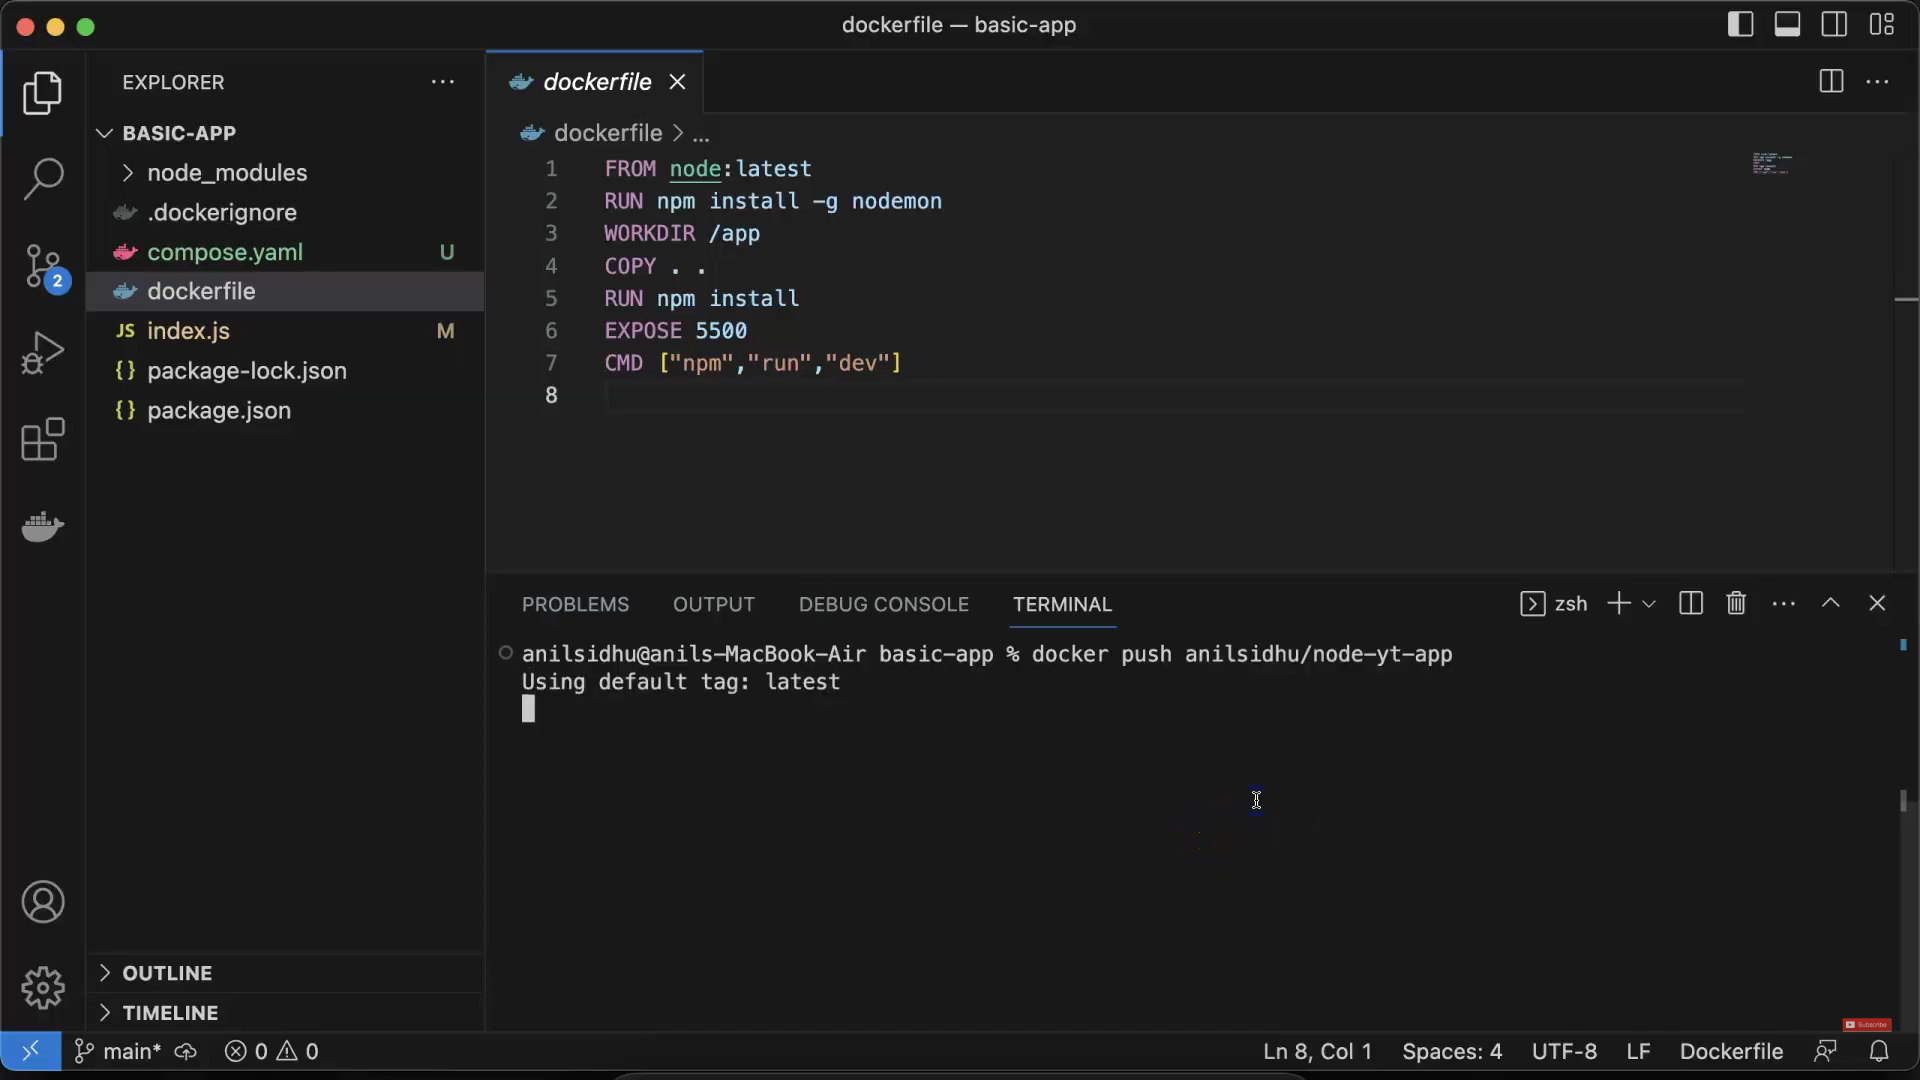 dockerfile — basic-app
EXPLORER
BASIC-APP
node_modules
.dockerignore
compose.yaml U
dockerfile
JS index.js M
{} package-lock.json
{} package.json
OUTLINE
TIMELINE
2
dockerfile
dockerfile > ...
1 FROM node:latest
2 RUN npm install -g nodemon
3 WORKDIR /app
4 COPY . .
5 RUN npm install
6 EXPOSE 5500
7 CMD ["npm","run","dev"]
8
PROBLEMS OUTPUT DEBUG CONSOLE TERMINAL zsh
anilsidhu@anils-MacBook-Air basic-app % docker push anilsidhu/node-yt-app
Using default tag: latest
Subscribe
main* 0 0 Ln 8, Col 1 Spaces: 4 UTF-8 LF Dockerfile